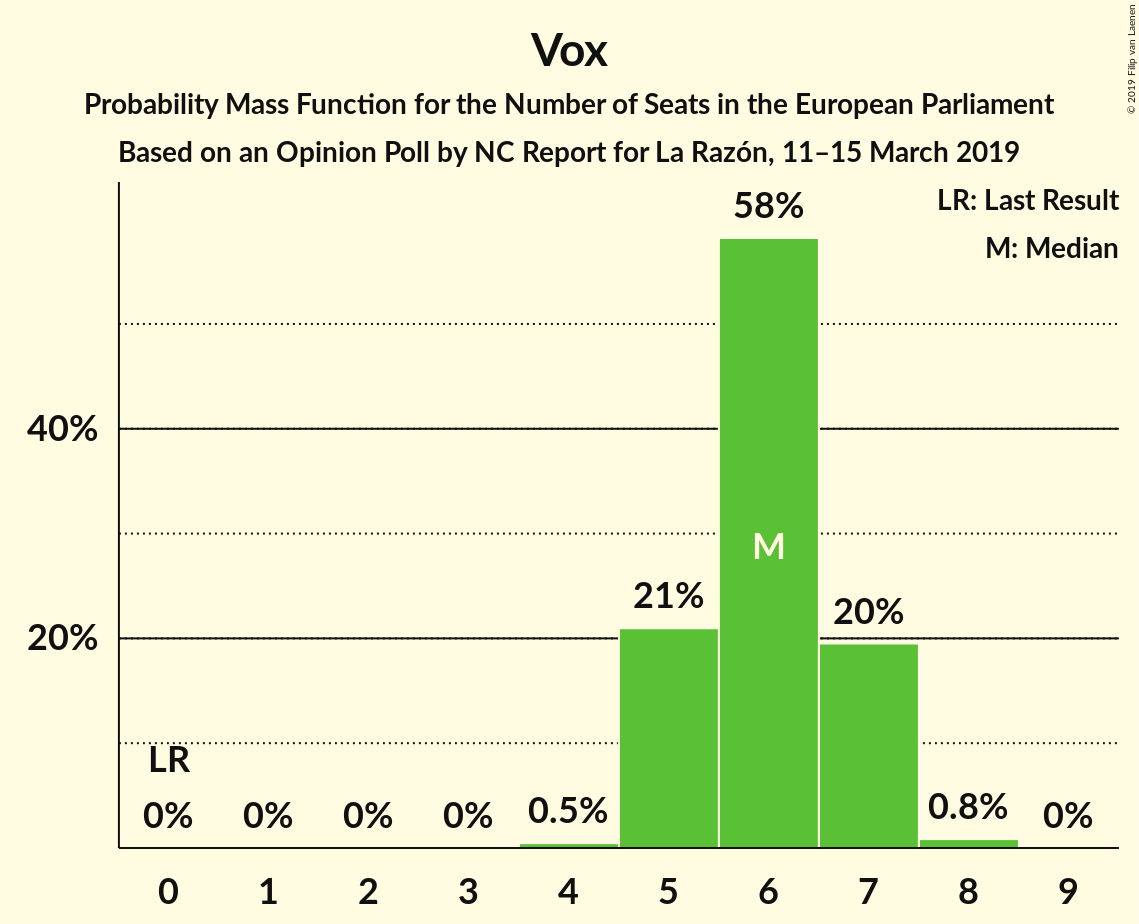 Vox
Probability Mass Function for the Number of Seats in the European Parliament
Based on an Opinion Poll by NC Report for La Razón, 11–15 March 2019
© 2019 Filip van Laenen
LR: Last Result
M: Median
58%
40%
M
21%
20%
20%
LR
0%
0%
0%
0%
0.5%
0.8%
0%
0 1 2 3 4 5 6 7 8 9